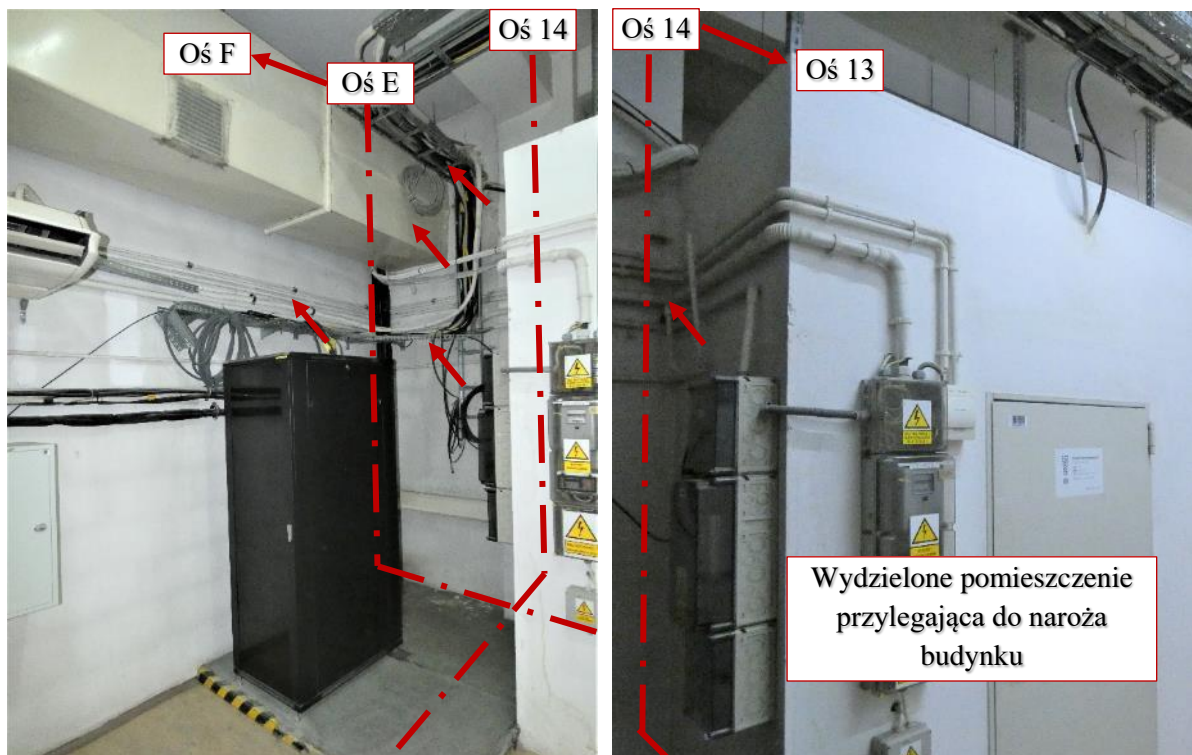 Oś F
Oś E
Oś 14
Oś 14
Oś 13
Wydzielone pomieszczenie
przylegająca do naroża
budynku